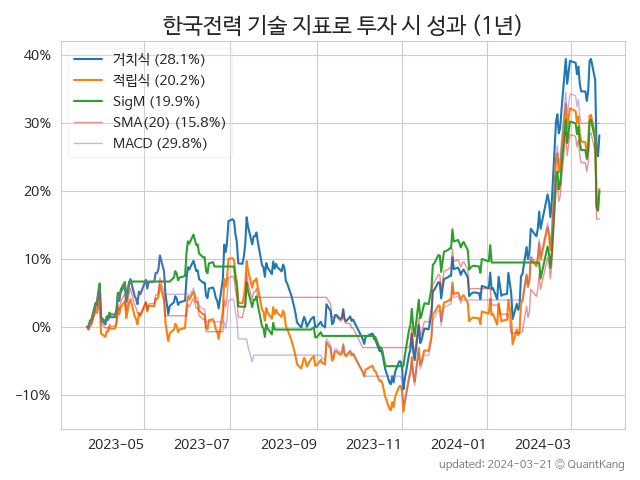 한국전력 기술 지표로 투자 시 성과 (1년)
거치식 (28.1%)
적립식 (20.2%)
SigM (19.9%)
SMA(20) (15.8%)
MACD (29.8%)
40%
30%
20%
10%
0%
−10%
2023-05 2023-07 2023-09 2023-11 2024-01 2024-03
updated: 2024-03-21 © QuantKang